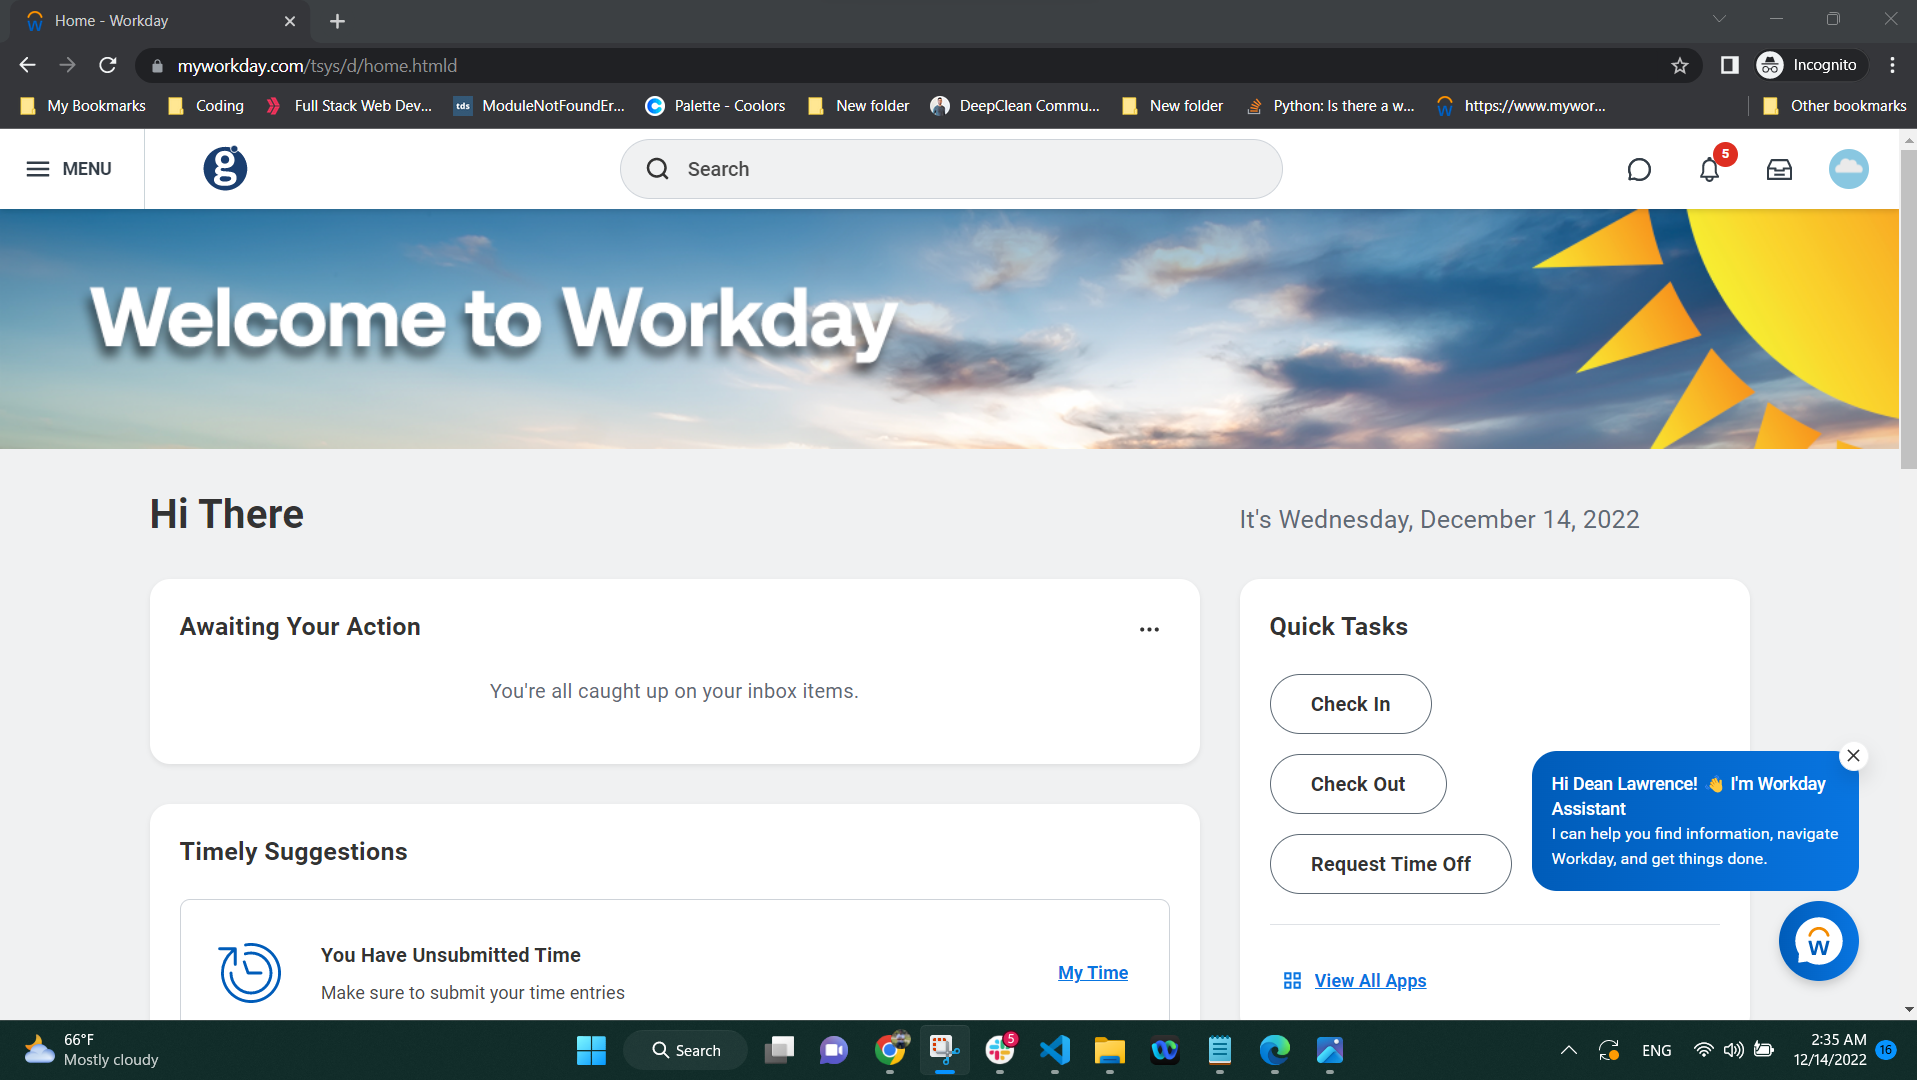 Home - Workday
myworkday.com/tsys/d/home.htmld
Incognito
My Bookmarks
Coding
Full Stack Web Dev...
tds
ModuleNotFoundEr...
Palette - Coolors
New folder
DeepClean Commu...
New folder
Python: Is there a w...
https://www.mywor...
Other bookmarks
MENU
g
Search
5
Welcome to Workday
Hi There
It's Wednesday, December 14, 2022
Awaiting Your Action
You're all caught up on your inbox items.
Quick Tasks
Check In
Check Out
Request Time Off
View All Apps
Hi Dean Lawrence! 👋 I'm Workday
Assistant
I can help you find information, navigate
Workday, and get things done.
W
Timely Suggestions
You Have Unsubmitted Time
Make sure to submit your time entries
My Time
66°F
Mostly cloudy
Search
5
ENG
2:35 AM
12/14/2022
16